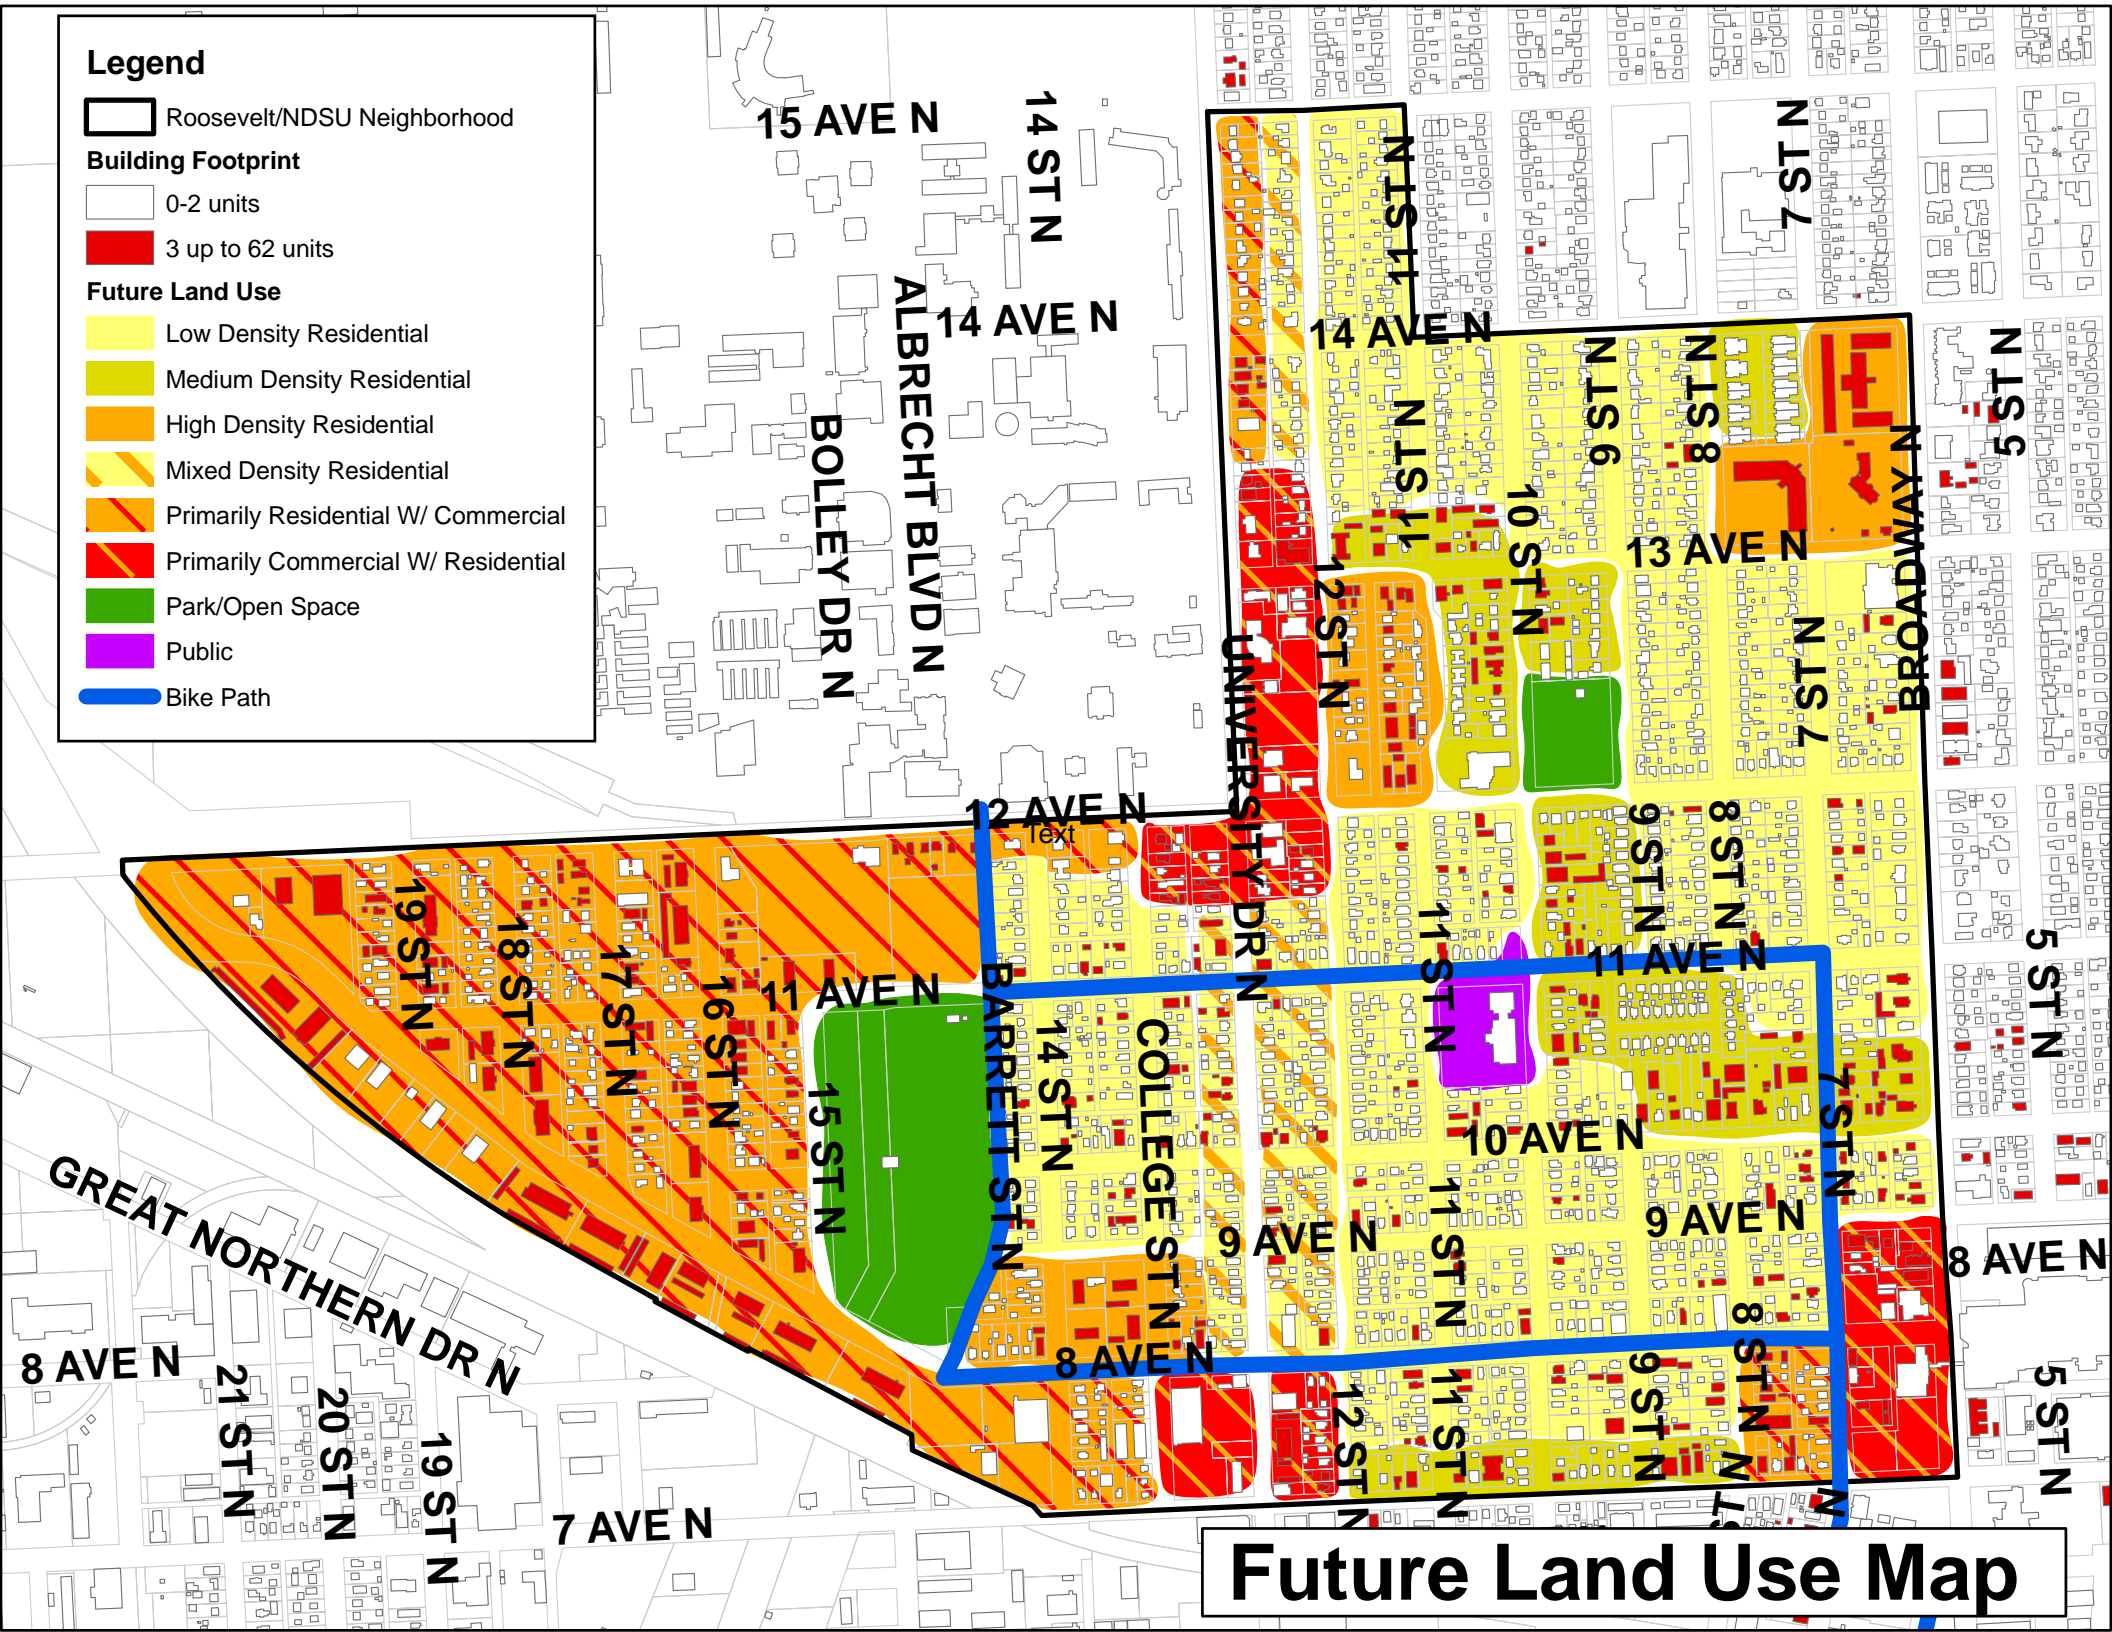 Legend
Roosevelt/NDSU Neighborhood
Building Footprint
0-2 units
3 up to 62 units
Future Land Use
Low Density Residential
Medium Density Residential
High Density Residential
Mixed Density Residential
Primarily Residential W/ Commercial
Primarily Commercial W/ Residential
Park/Open Space
Public
Bike Path
15 AVE N
14 ST N
11 ST N
7 ST N
14 AVE N
14 AVE N
ALBRECHT BLVD N
BOLLEY DR N
11 ST N
9 ST N
8 ST N
5 ST N
10 ST N
13 AVE N
BROADWAY N
12 ST N
7 ST N
UNIVERSITY DR N
12 AVE N
Text
19 ST N
18 ST N
17 ST N
16 ST N
11 AVE N
15 ST N
BARRETT ST N
14 ST N
COLLEGE ST N
11 ST N
9 ST N
8 ST N
11 AVE N
5 ST N
7 ST N
10 AVE N
9 AVE N
9 AVE N
11 ST N
8 AVE N
GREAT NORTHERN DR N
8 AVE N
8 AVE N
21 ST N
20 ST N
19 ST N
12 ST N
11 ST N
9 ST N
8 ST N
5 ST N
7 AVE N
Future Land Use Map